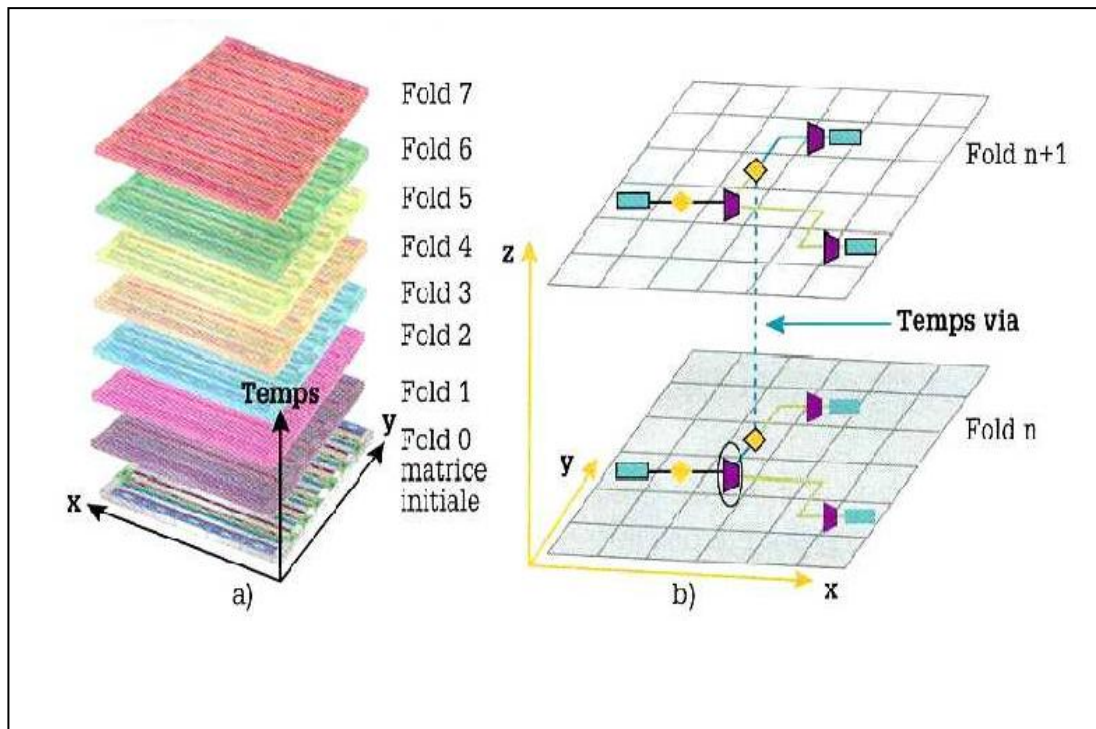 Fold 7
Fold 6
Fold 5
Fold 4
Fold 3
Fold 2
Fold 1
Fold 0
matrice
initiale
Temps
y
x
a)
Fold n+1
z
Temps via
Fold n
y
x
b)